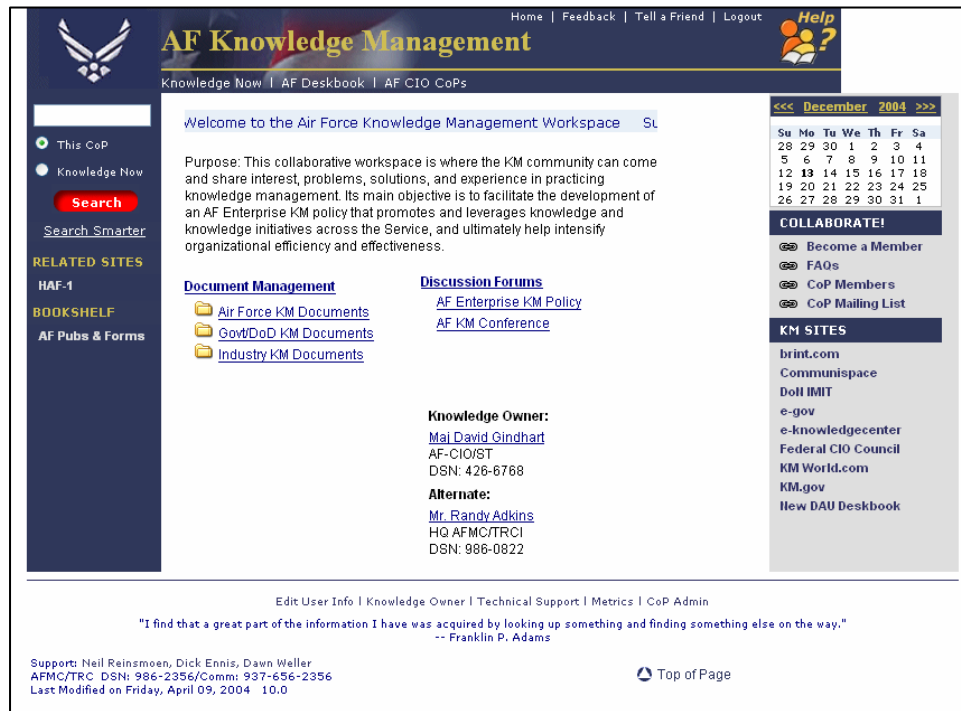 Home | Feedback | Tell a Friend | Logout
Help
?
AF Knowledge Management
Knowledge Now | AF Deskbook | AF CIO CoPs
This CoP
Knowledge Now
Search
Search Smarter
RELATED SITES
HAF-1
BOOKSHELF
AF Pubs & Forms
Welcome to the Air Force Knowledge Management Workspace Su
Purpose: This collaborative workspace is where the KM community can come
and share interest, problems, solutions, and experience in practicing
knowledge management. Its main objective is to facilitate the development of
an AF Enterprise KM policy that promotes and leverages knowledge and
knowledge initiatives across the Service, and ultimately help intensify
organizational efficiency and effectiveness.
Document Management
Air Force KM Documents
Govt/DoD KM Documents
Industry KM Documents
Discussion Forums
AF Enterprise KM Policy
AF KM Conference
Knowledge Owner:
Maj David Gindhart
AF-CIO/ST
DSN: 426-6768
Alternate:
Mr. Randy Adkins
HQ AFMC/TRCI
DSN: 986-0822
<<< December 2004 >>>
Su Mo Tu We Th Fr Sa
28 29 30 1 2 3 4
5 6 7 8 9 10 11
12 13 14 15 16 17 18
19 20 21 22 23 24 25
26 27 28 29 30 31 1
COLLABORATE!
Become a Member
FAQs
CoP Members
CoP Mailing List
KM SITES
brint.com
Communispace
DoN IMIT
e-gov
e-knowledgecenter
Federal CIO Council
KM World.com
KM.gov
New DAU Deskbook
Edit User Info | Knowledge Owner | Technical Support | Metrics | CoP Admin
"I find that a great part of the information I have was acquired by looking up something and finding something else on the way."
-- Franklin P. Adams
Support: Neil Reinsmoen, Dick Ennis, Dawn Weller
AFMC/TRC DSN: 986-2356/Comm: 937-656-2356
Last Modified on Friday, April 09, 2004 10.0
Top of Page